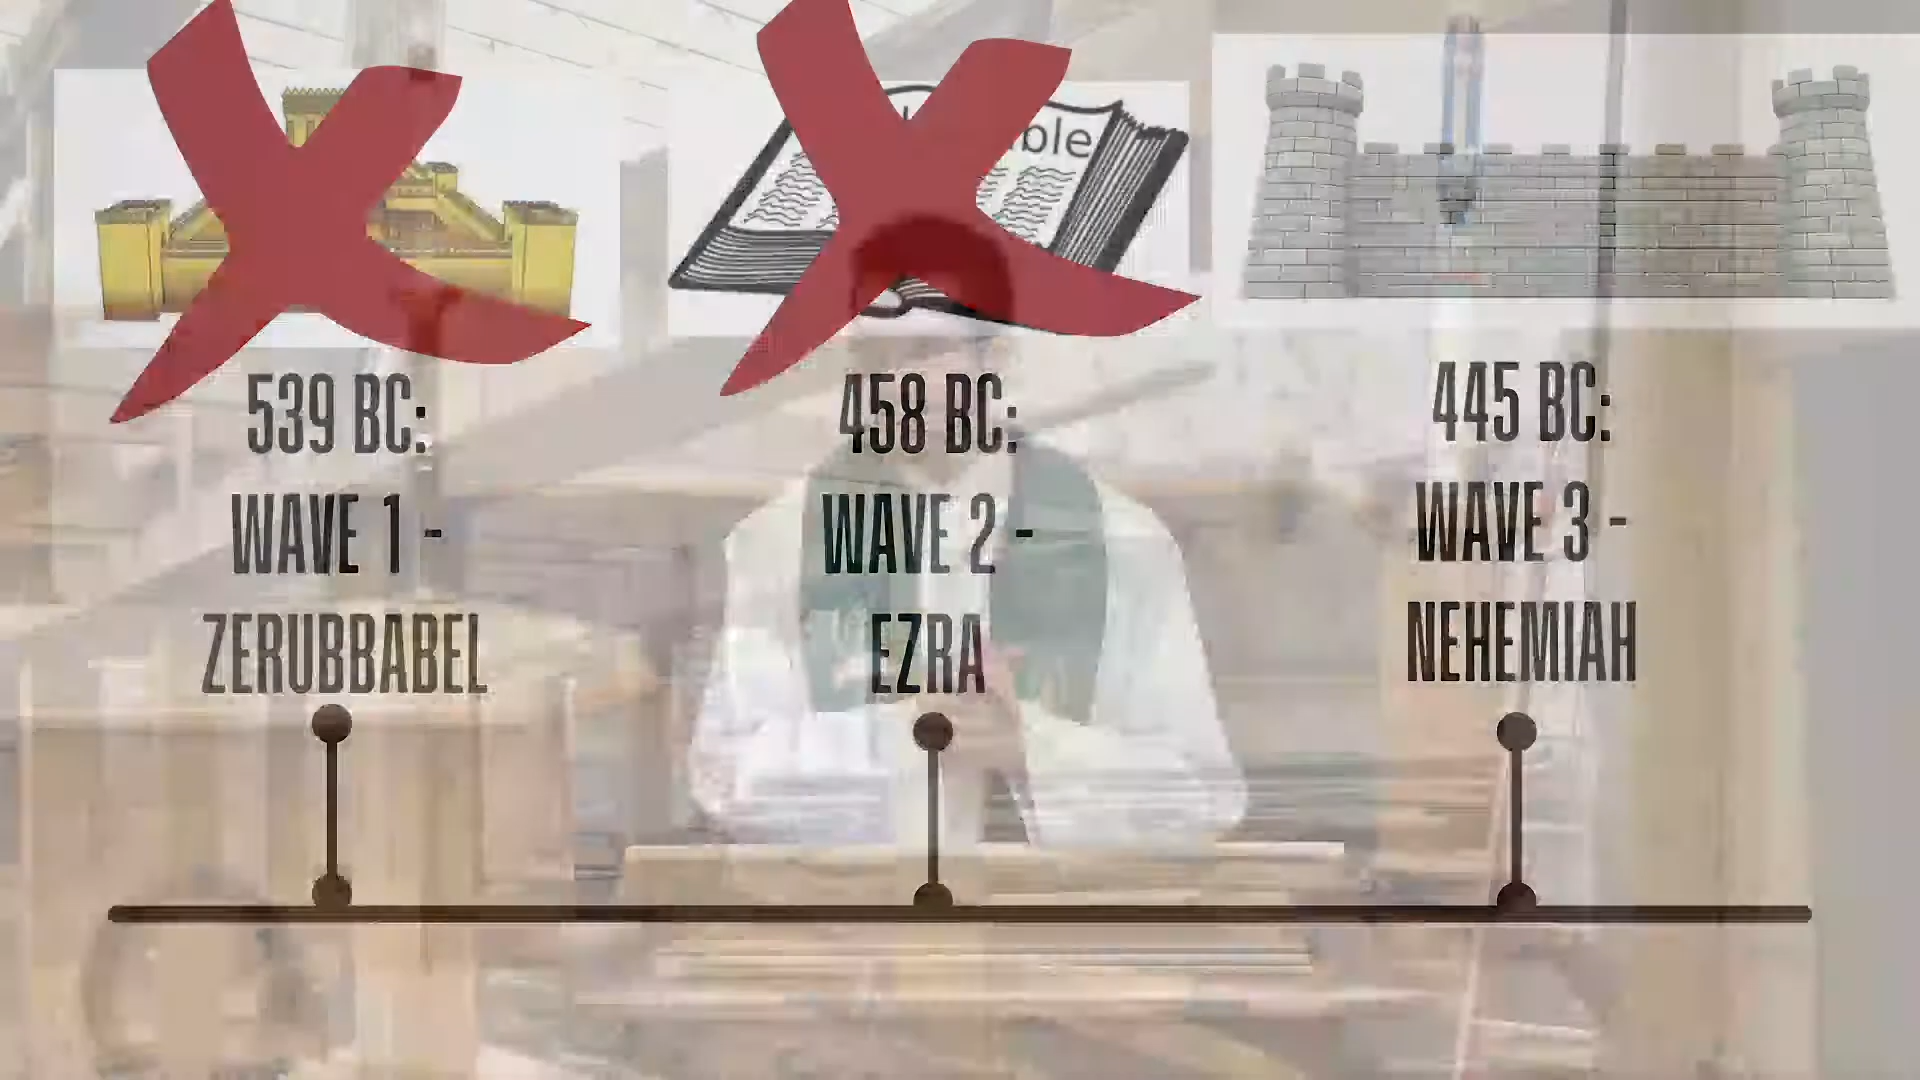 539 BC:
WAVE 1 -
ZERUBBABEL
458 BC:
WAVE 2 -
EZRA
445 BC:
WAVE 3 -
NEHEMIAH